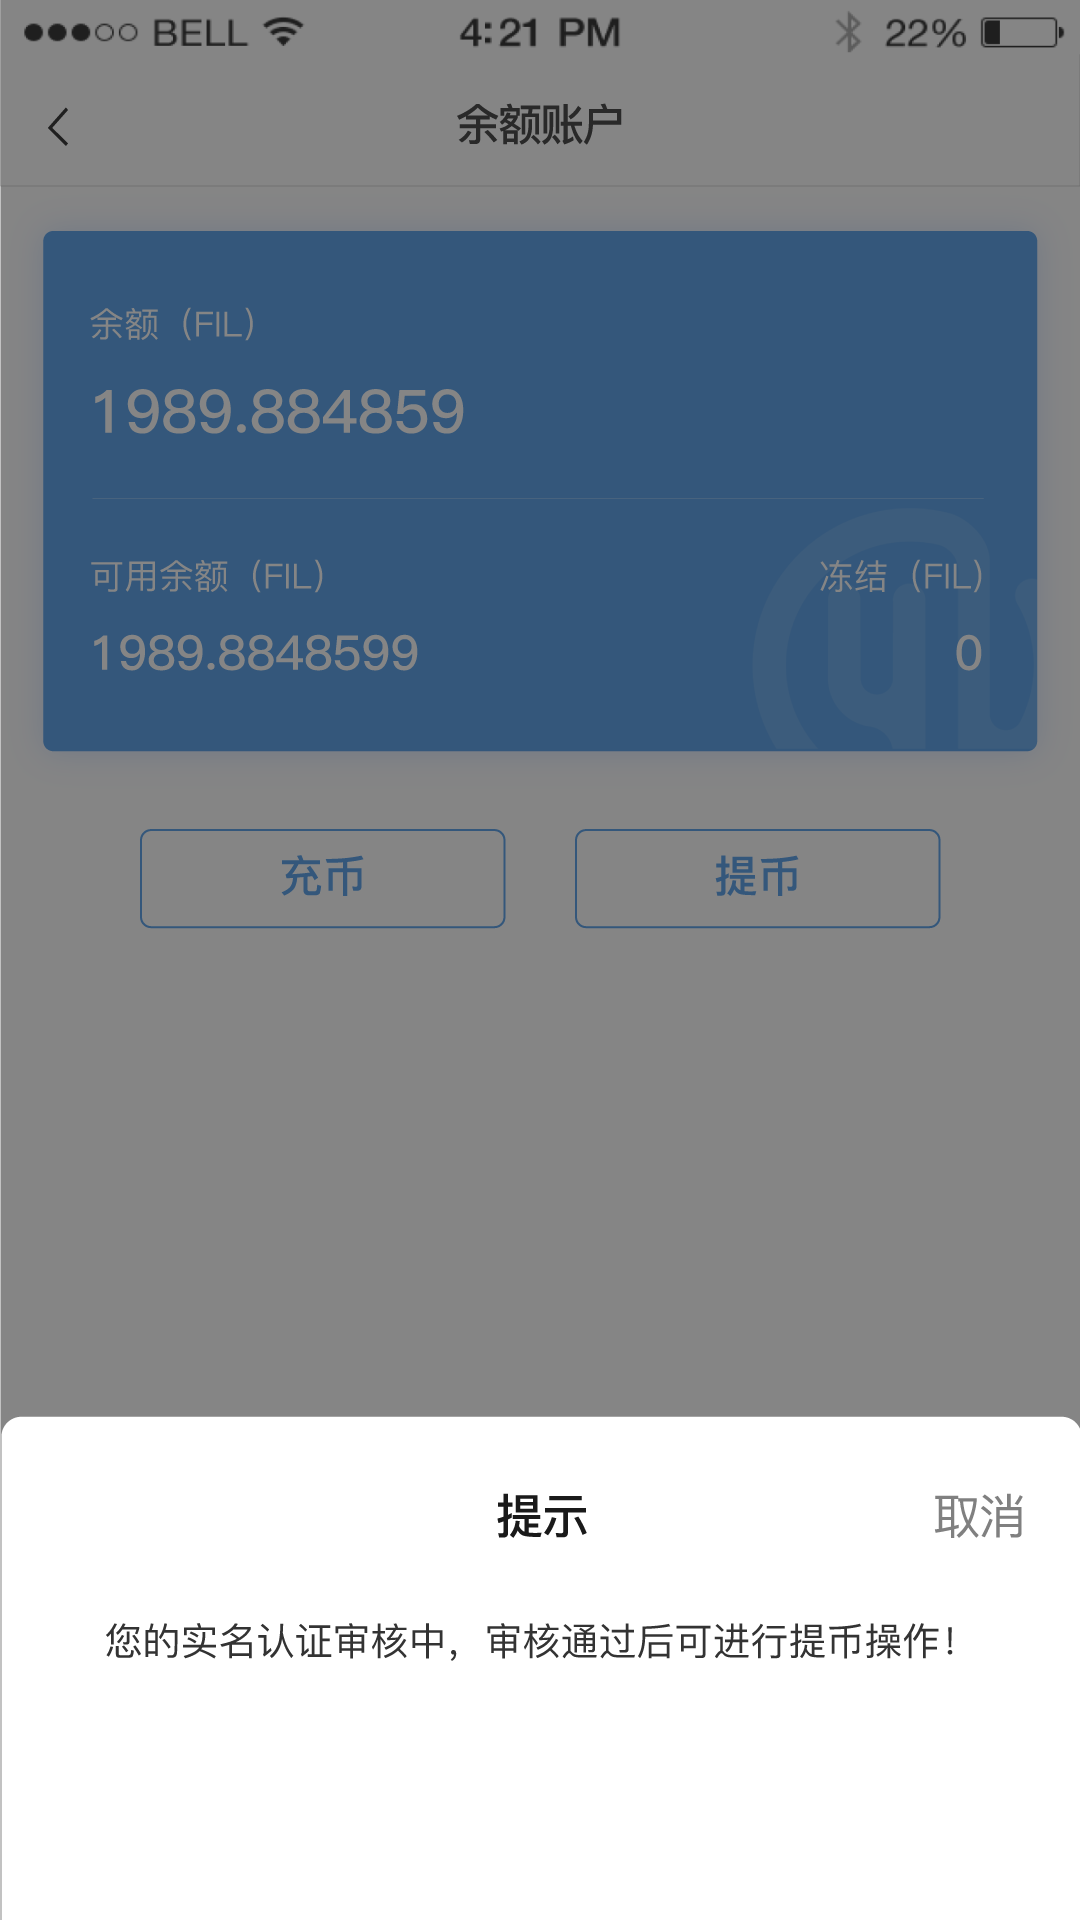 BELL 4:21 PM 22%
余额账户
余额（FIL）
1989.884859
可用余额（FIL） 冻结（FIL）
1989.8848599 0
充币 提币
提示 取消
您的实名认证审核中，审核通过后可进行提币操作！